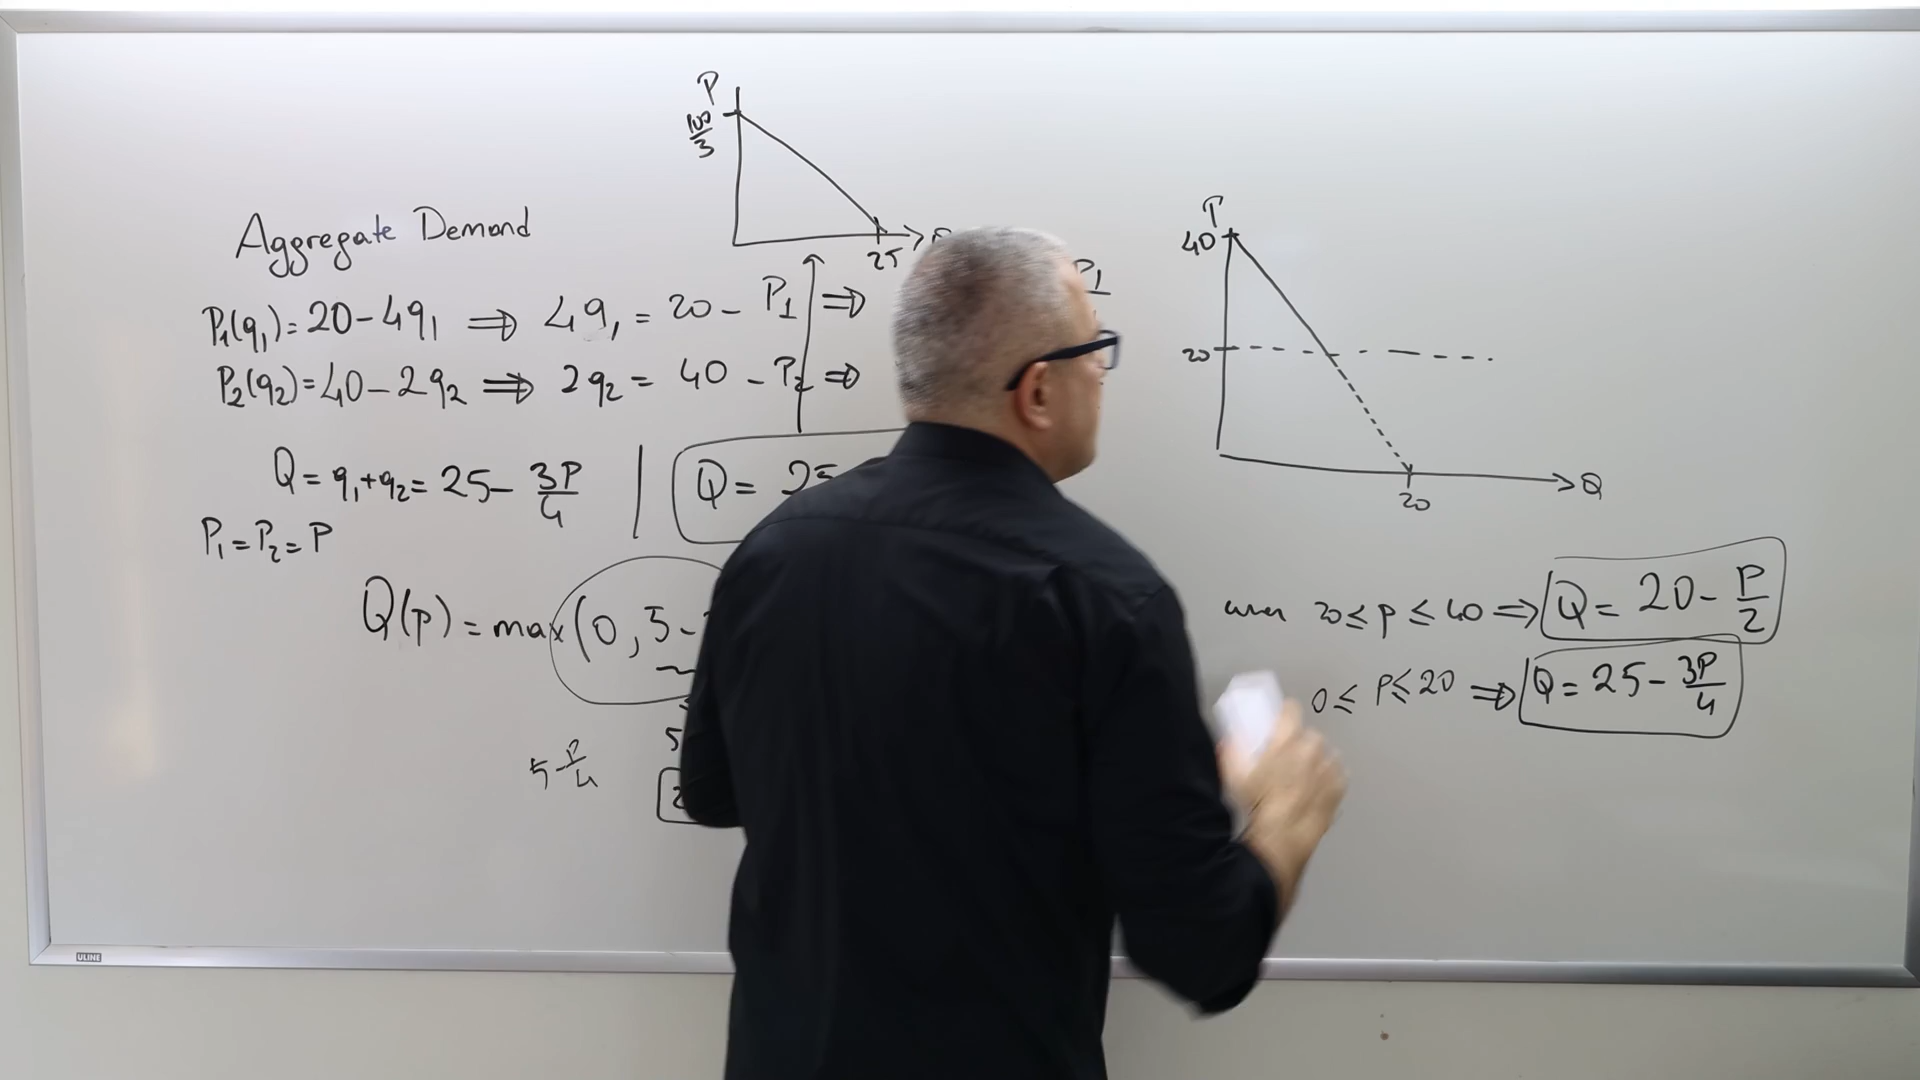 P
100/3
25
Aggregate Demand
P₁(q₁)=20-4q₁ ⇒ 4q₁ = 20 - P₁ ⇒
P₂(q₂)=40-2q₂ ⇒ 2q₂ = 40 - P₂ ⇒
Q = q₁+q₂ = 25 - 3P/4 | Q = 25
P₁ = P₂ = P
Q(p) = max(0, 5-
5-P/4
5
P
40
20
20
Q
20 ≤ P ≤ 40 ⇒ Q = 20 - P/2
0 ≤ P ≤ 20 ⇒ Q = 25 - 3P/4
ULINE